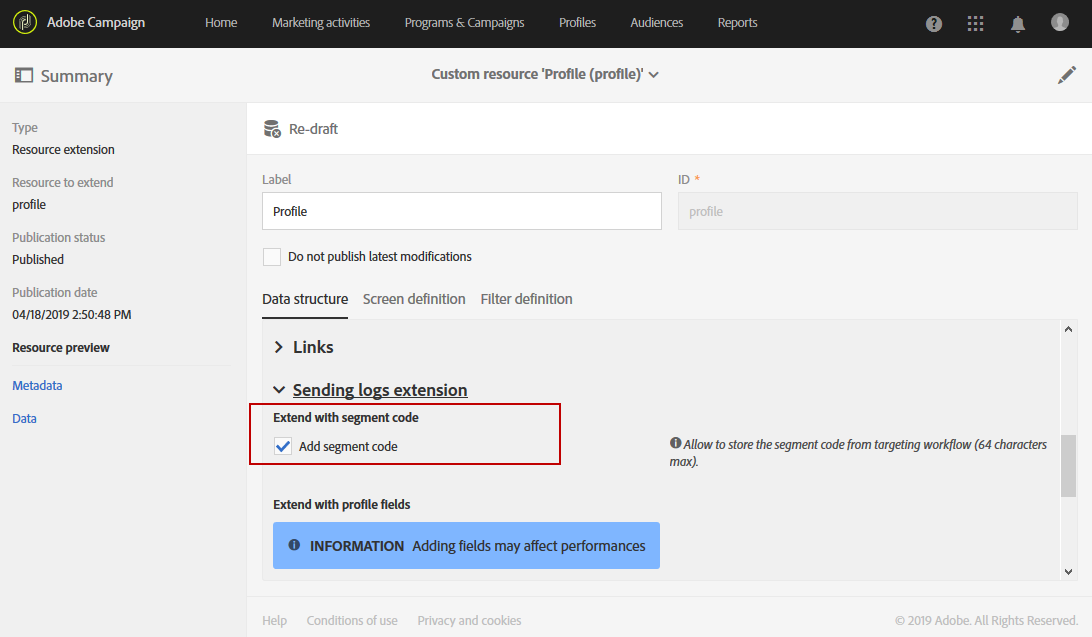 Adobe Campaign
Home
Marketing activities
Programs & Campaigns
Profiles
Audiences
Reports
Summary
Custom resource 'Profile (profile)'
Type
Resource extension
Resource to extend
profile
Publication status
Published
Publication date
04/18/2019 2:50:48 PM
Resource preview
Metadata
Data
Re-draft
Label
ID *
Profile
profile
Do not publish latest modifications
Data structure
Screen definition
Filter definition
Links
Sending logs extension
Extend with segment code
Add segment code
Allow to store the segment code from targeting workflow (64 characters
max).
Extend with profile fields
INFORMATION Adding fields may affect performances
Help
Conditions of use
Privacy and cookies
© 2019 Adobe. All Rights Reserved.